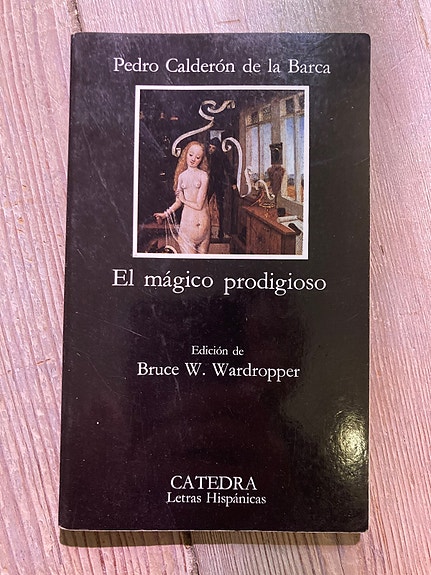 Pedro Calderón de la Barca
El mágico prodigioso
Edición de
Bruce W. Wardropper
CATEDRA
Letras Hispánicas